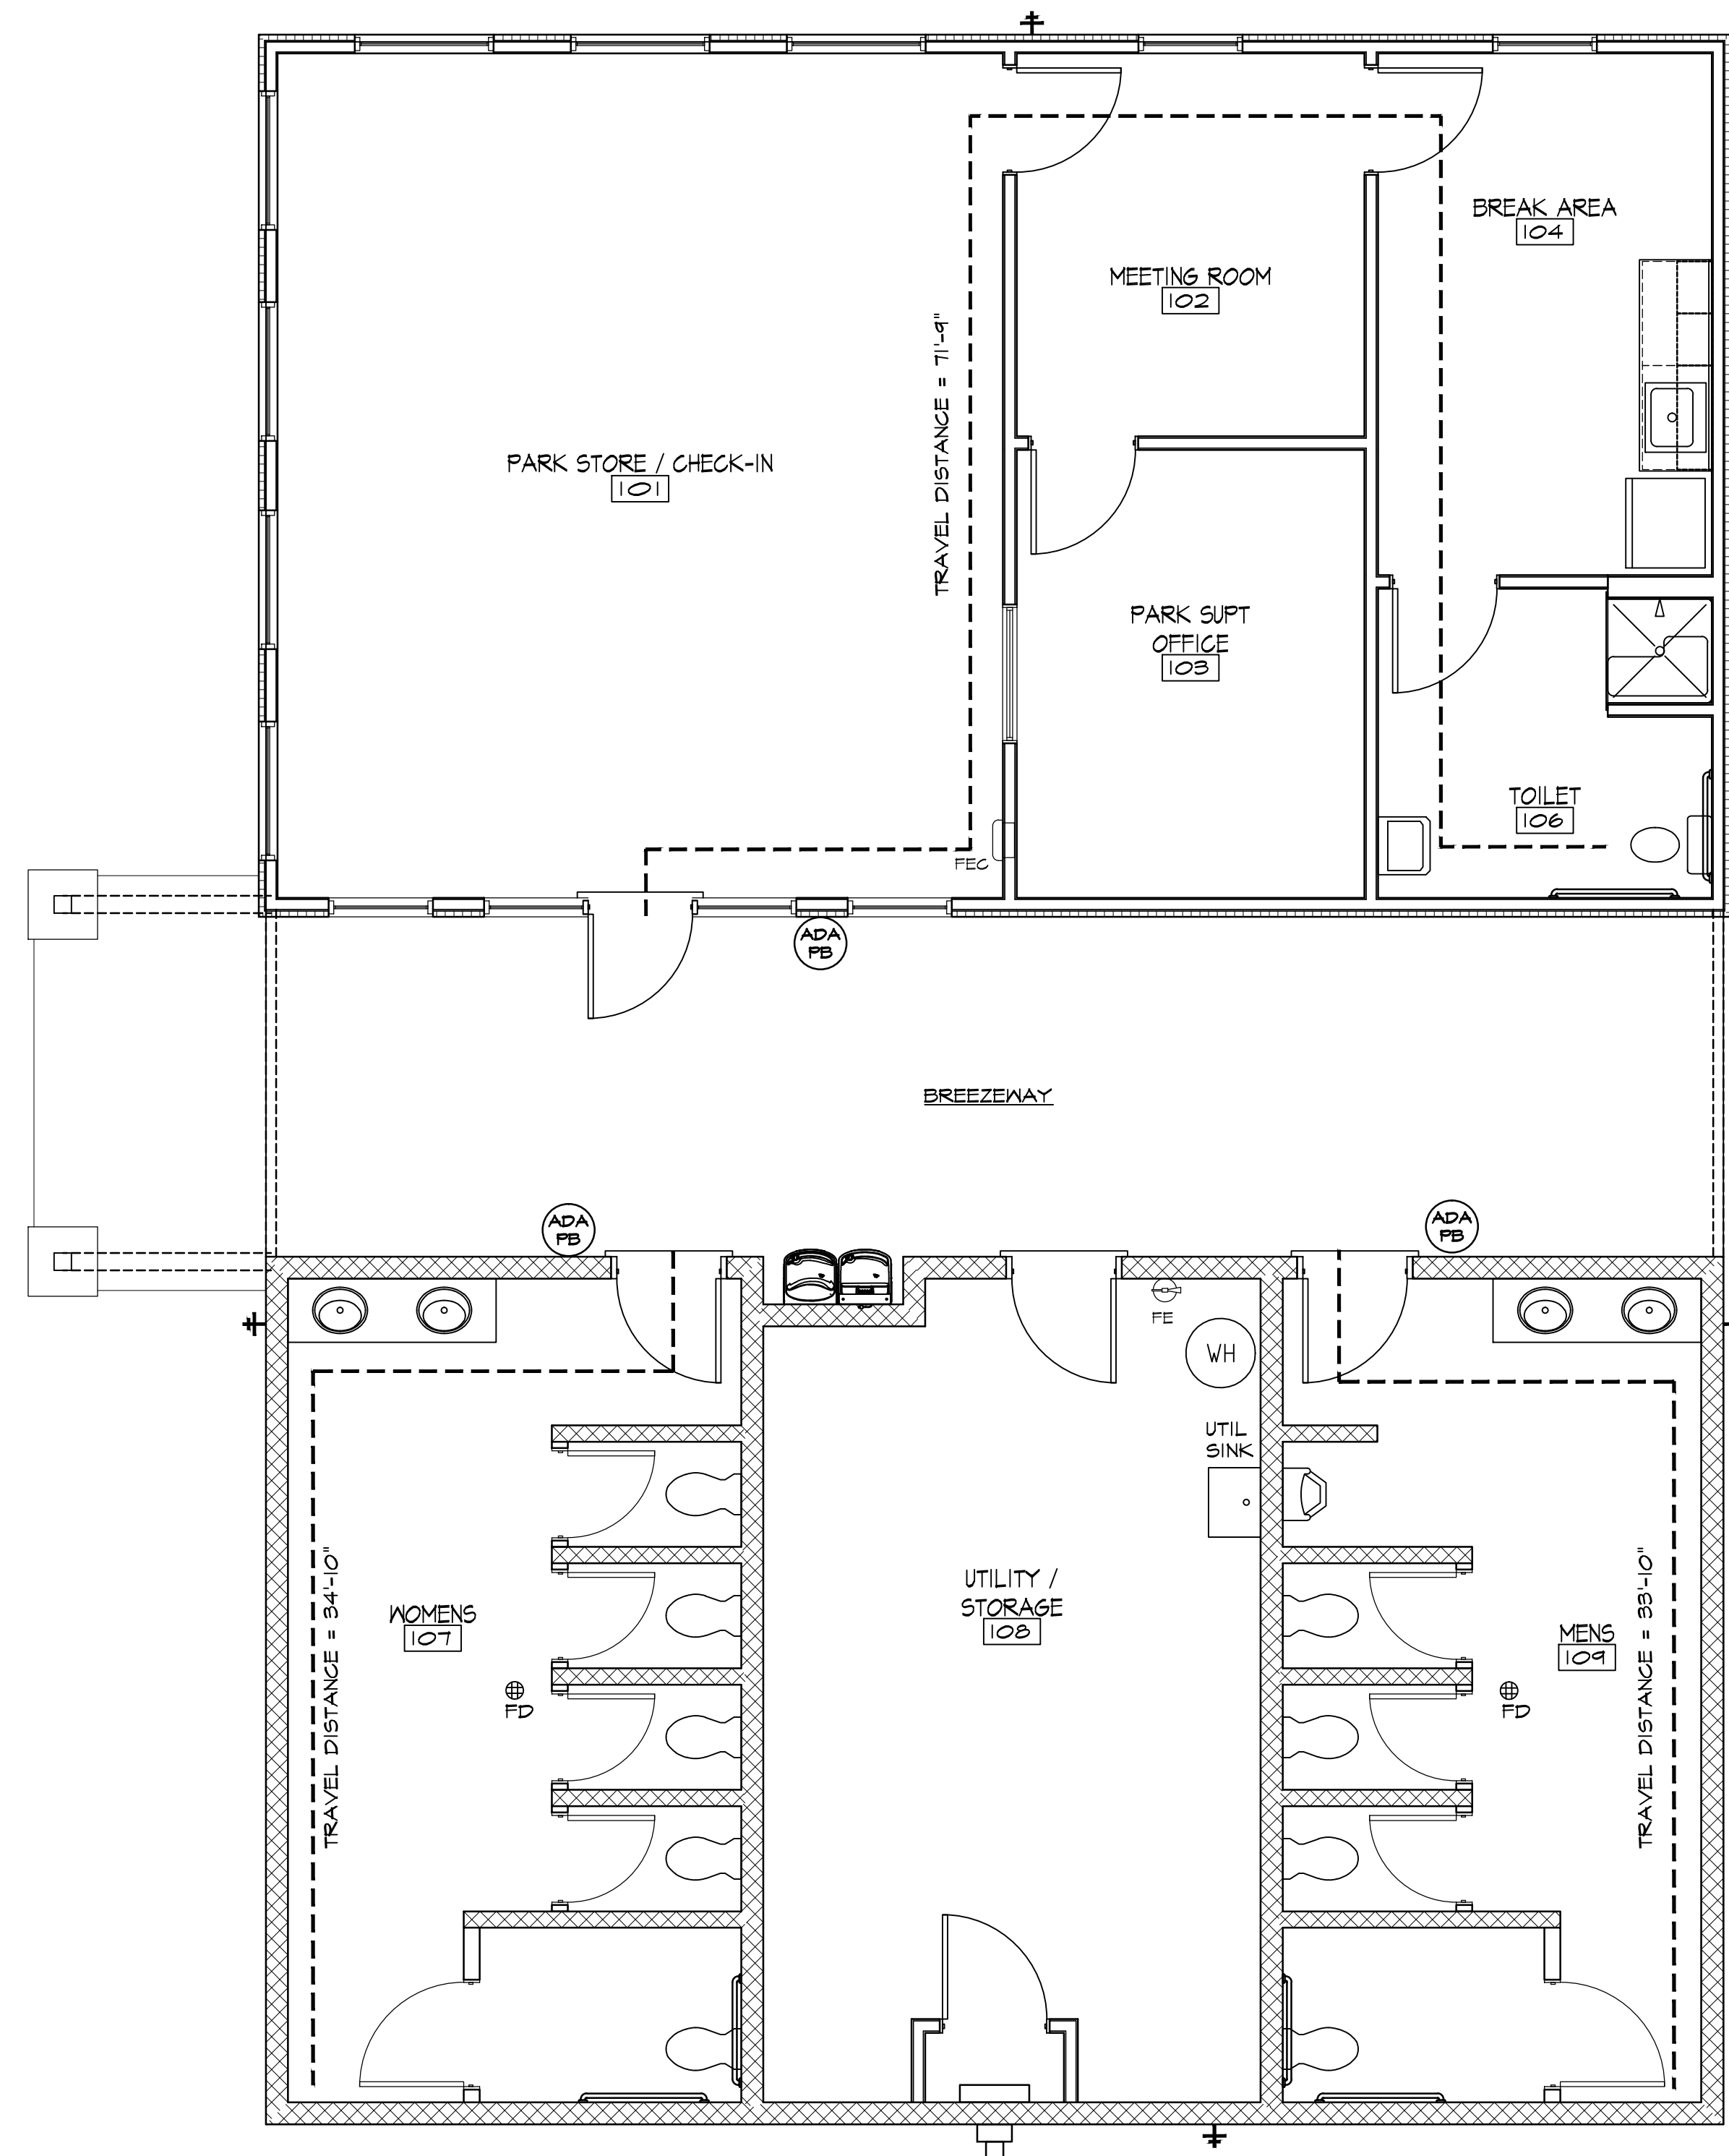 BREAK AREA
104
MEETING ROOM
102
TRAVEL DISTANCE = 71'-9"
PARK STORE / CHECK-IN
101
PARK SUPT
OFFICE
103
TOILET
106
FEC
ADA
PB
BREEZEWAY
ADA
PB
ADA
PB
FE
WH
UTIL
SINK
TRAVEL DISTANCE = 34'-10"
WOMENS
107
UTILITY /
STORAGE
108
MENS
109
TRAVEL DISTANCE = 33'-10"
FD
FD